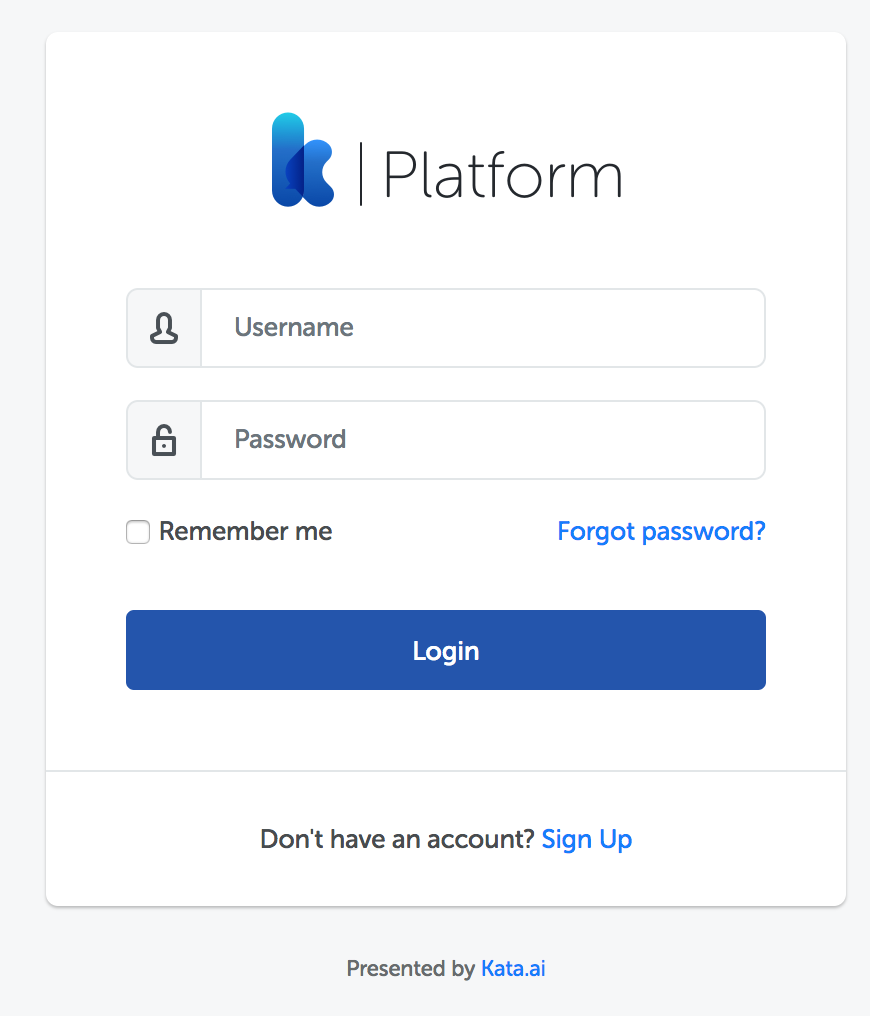 k | Platform
Username
Password
Remember me
Forgot password?
Login
Don't have an account? Sign Up
Presented by Kata.ai